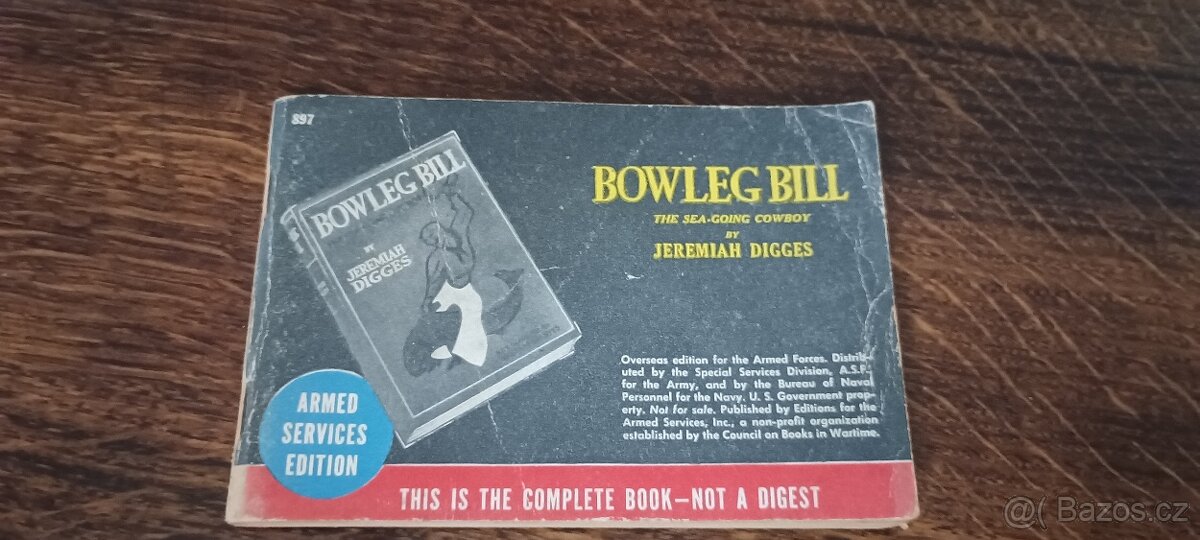 897
BOWLEG BILL
BY
JEREMIAH
DIGGES
BOWLEG BILL
THE SEA-GOING COWBOY
BY
JEREMIAH DIGGES
Overseas edition for the Armed Forces. Distrib-
uted by the Special Services Division, A.S.F.,
for the Army, and by the Bureau of Naval
Personnel for the Navy. U. S. Government prop-
erty. Not for sale. Published by Editions for the
Armed Services, Inc., a non-profit organization
established by the Council on Books in Wartime.
ARMED
SERVICES
EDITION
THIS IS THE COMPLETE BOOK—NOT A DIGEST
Bazos.cz